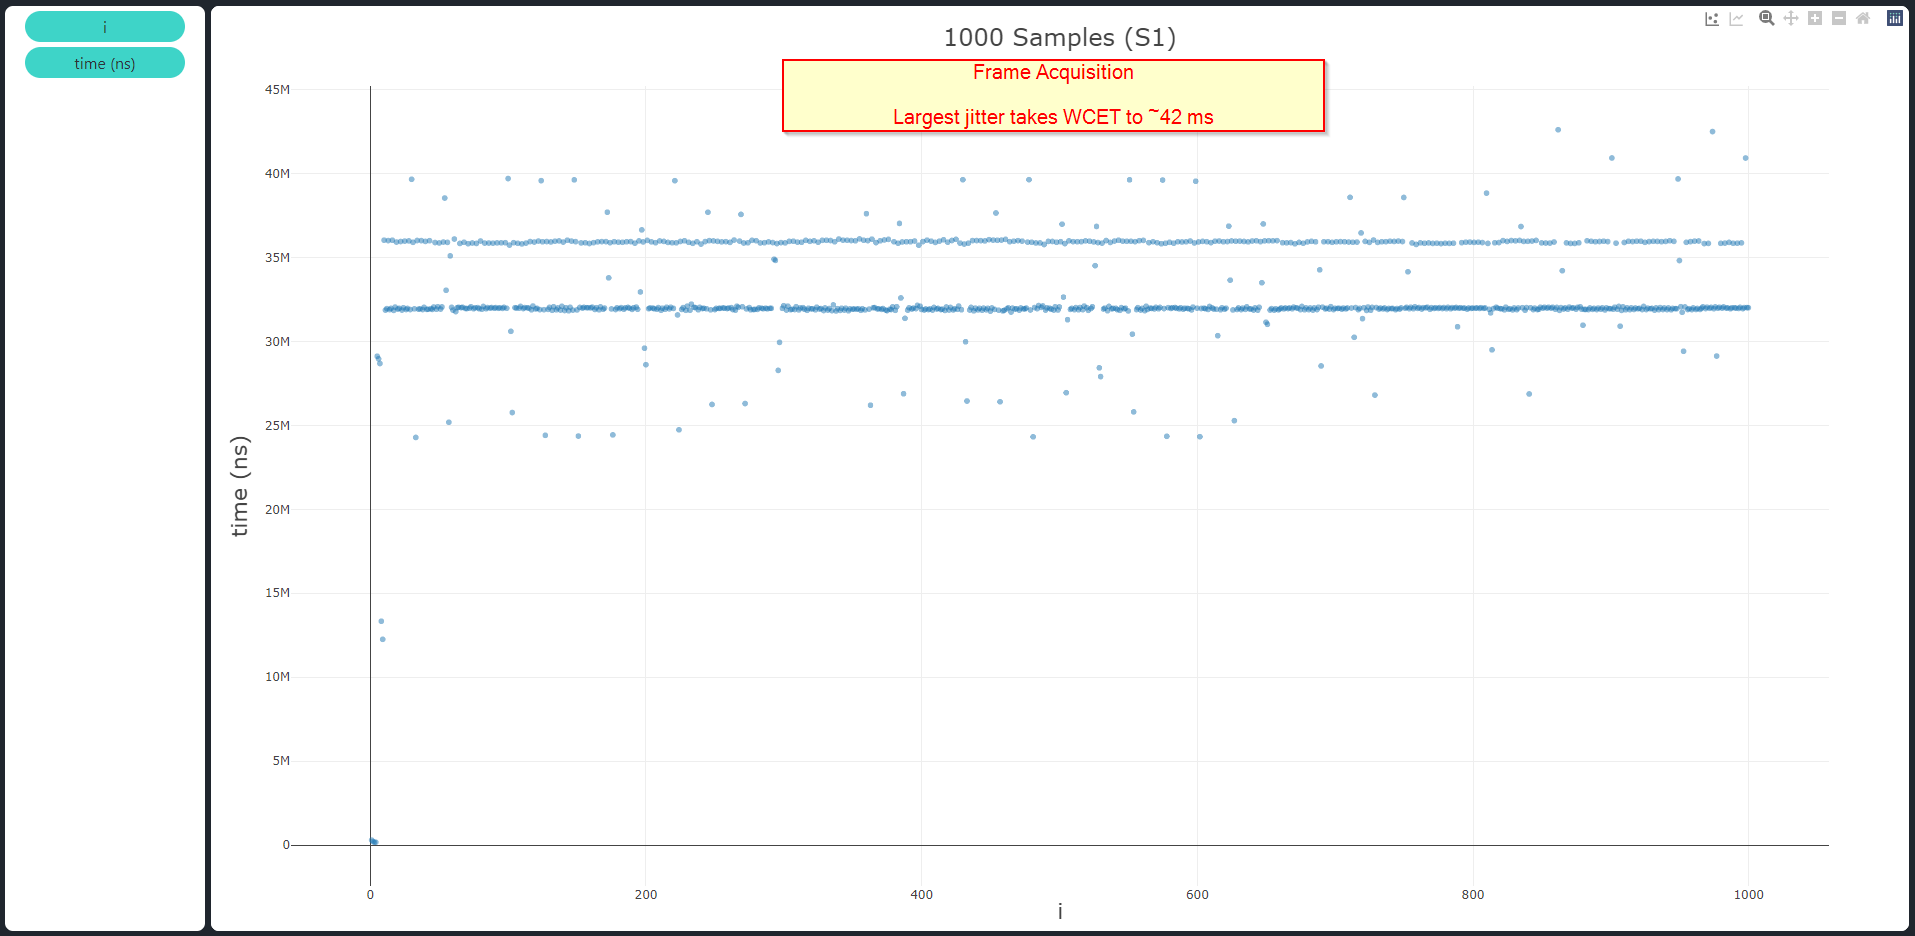 i
time (ns)
1000 Samples (S1)
Frame Acquisition
Largest jitter takes WCET to ~42 ms
45M
40M
35M
30M
25M
20M
15M
10M
5M
0
time (ns)
0
200
400
600
800
1000
i